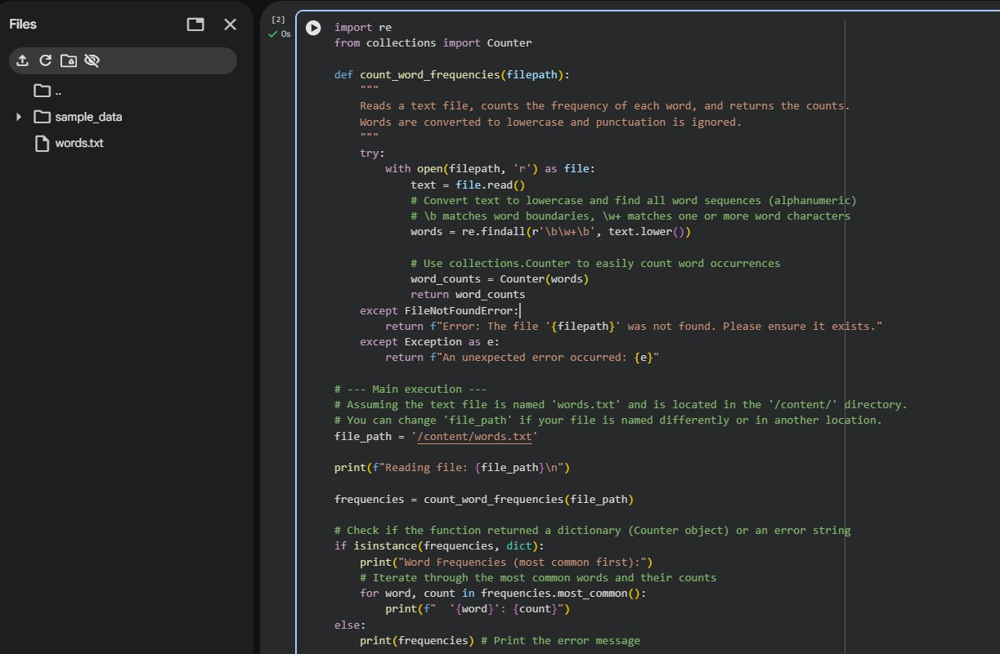 Files
..
sample_data
words.txt
[2]
0s
import re
from collections import Counter

def count_word_frequencies(filepath):
    """
    Reads a text file, counts the frequency of each word, and returns the counts.
    Words are converted to lowercase and punctuation is ignored.
    """
    try:
        with open(filepath, 'r') as file:
            text = file.read()
            # Convert text to lowercase and find all word sequences (alphanumeric)
            # \b matches word boundaries, \w+ matches one or more word characters
            words = re.findall(r'\b\w+\b', text.lower())

            # Use collections.Counter to easily count word occurrences
            word_counts = Counter(words)
            return word_counts
    except FileNotFoundError:
        return f"Error: The file '{filepath}' was not found. Please ensure it exists."
    except Exception as e:
        return f"An unexpected error occurred: {e}"

# --- Main execution ---
# Assuming the text file is named 'words.txt' and is located in the '/content/' directory.
# You can change 'file_path' if your file is named differently or in another location.
file_path = '/content/words.txt'

print(f"Reading file: {file_path}\n")

frequencies = count_word_frequencies(file_path)

# Check if the function returned a dictionary (Counter object) or an error string
if isinstance(frequencies, dict):
    print("Word Frequencies (most common first):")
    # Iterate through the most common words and their counts
    for word, count in frequencies.most_common():
        print(f"  '{word}': {count}")
else:
    print(frequencies) # Print the error message